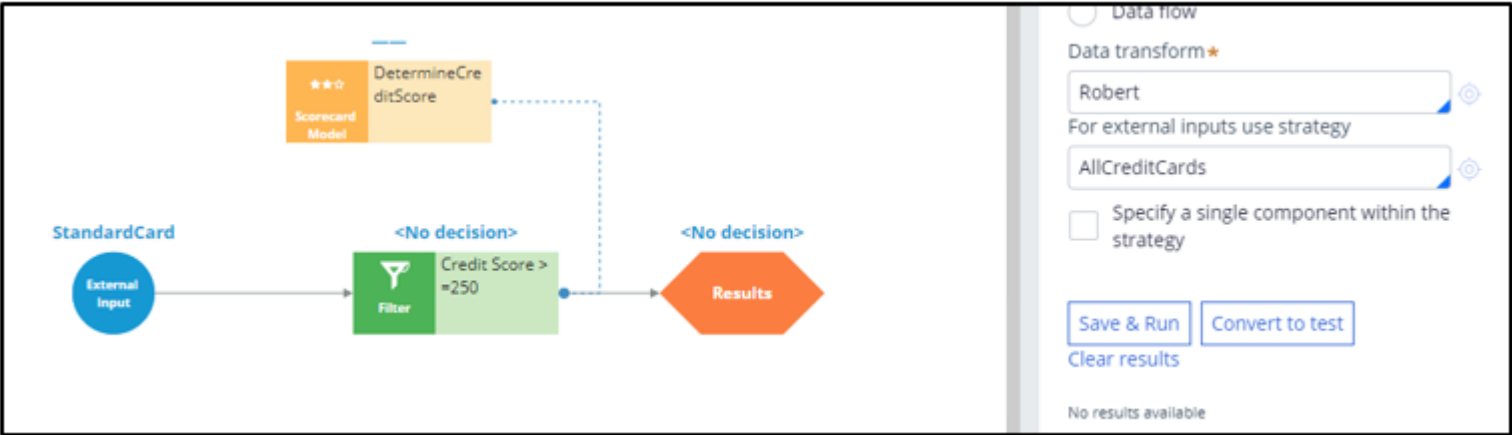 DetermineCre
ditScore
Scorecard
Model
StandardCard
External
Input
<No decision>
Credit Score >
=250
Filter
<No decision>
Results
Data flow
Data transform★
Robert
For external inputs use strategy
AllCreditCards
Specify a single component within the
strategy
Save & Run
Convert to test
Clear results
No results available